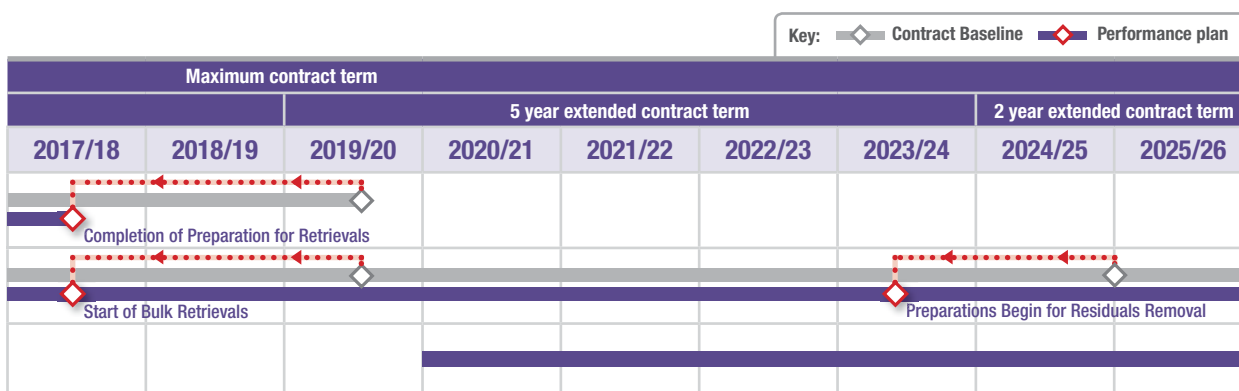 Key: Contract Baseline Performance plan
Maximum contract term
5 year extended contract term 2 year extended contract term
2017/18 2018/19 2019/20 2020/21 2021/22 2022/23 2023/24 2024/25 2025/26
Completion of Preparation for Retrievals
Start of Bulk Retrievals Preparations Begin for Residuals Removal